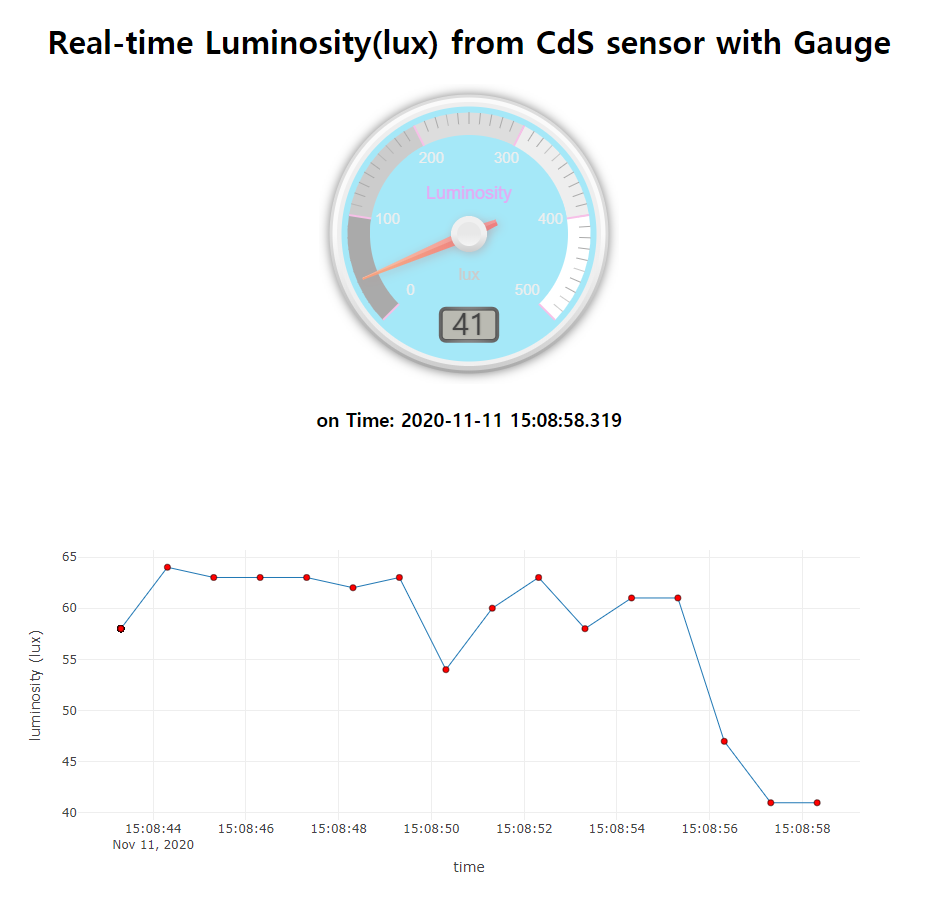 Real-time Luminosity(lux) from CdS sensor with Gauge
200 300
Luminosity
100 400
lux
0 500
41
on Time: 2020-11-11 15:08:58.319
65
60
55
50
45
40
luminosity (lux)
15:08:44 15:08:46 15:08:48 15:08:50 15:08:52 15:08:54 15:08:56 15:08:58
Nov 11, 2020
time